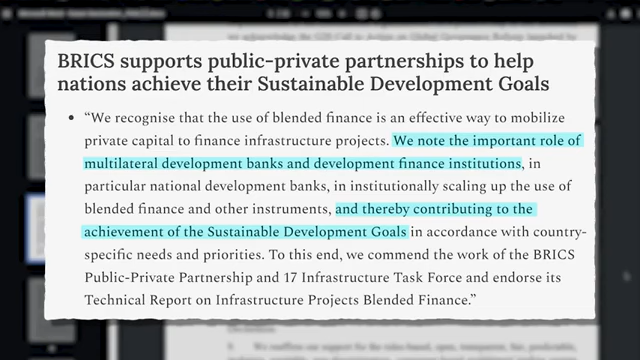 BRICS supports public-private partnerships to help
nations achieve their Sustainable Development Goals
• “We recognise that the use of blended finance is an effective way to mobilize
private capital to finance infrastructure projects. We note the important role of
multilateral development banks and development finance institutions, in
particular national development banks, in institutionally scaling up the use of
blended finance and other instruments, and thereby contributing to the
achievement of the Sustainable Development Goals in accordance with country-
specific needs and priorities. To this end, we commend the work of the BRICS
Public-Private Partnership and 17 Infrastructure Task Force and endorse its
Technical Report on Infrastructure Projects Blended Finance.”